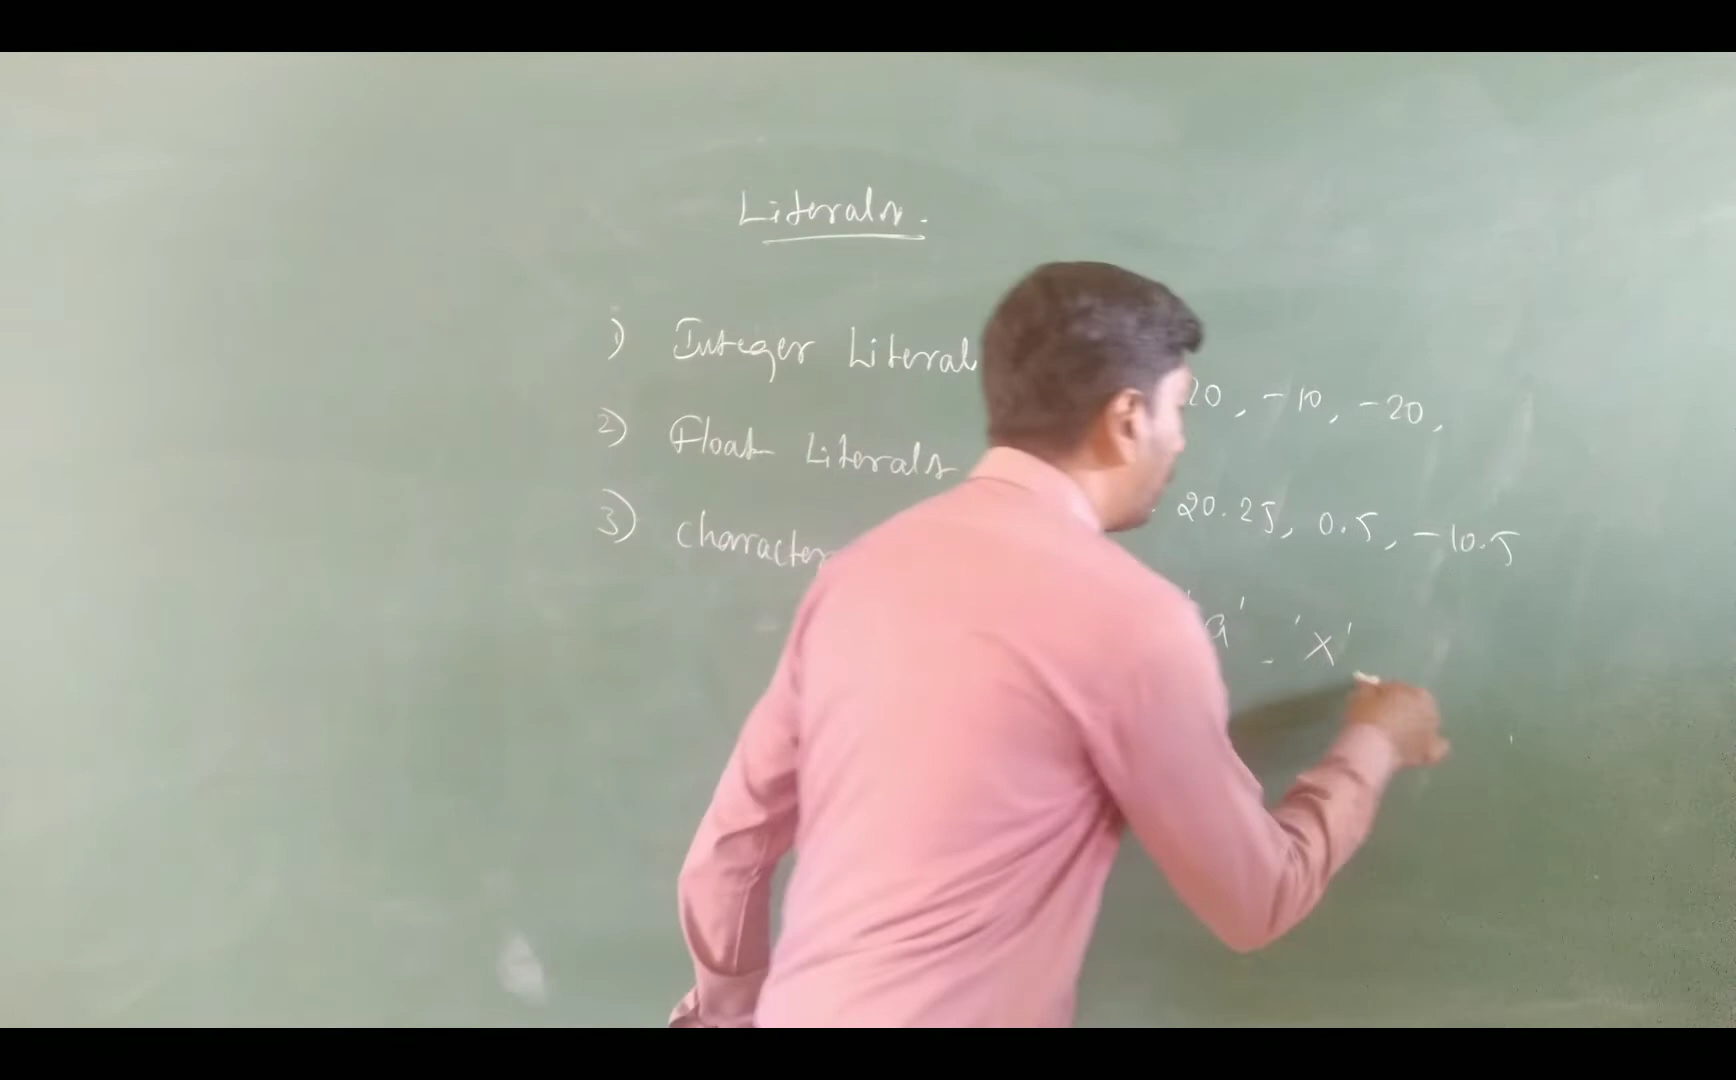 Literals.
1) Integer Literal 20, -10, -20,
2) Float Literals 20.25, 0.5, -10.5
3) character 'a' - 'x'